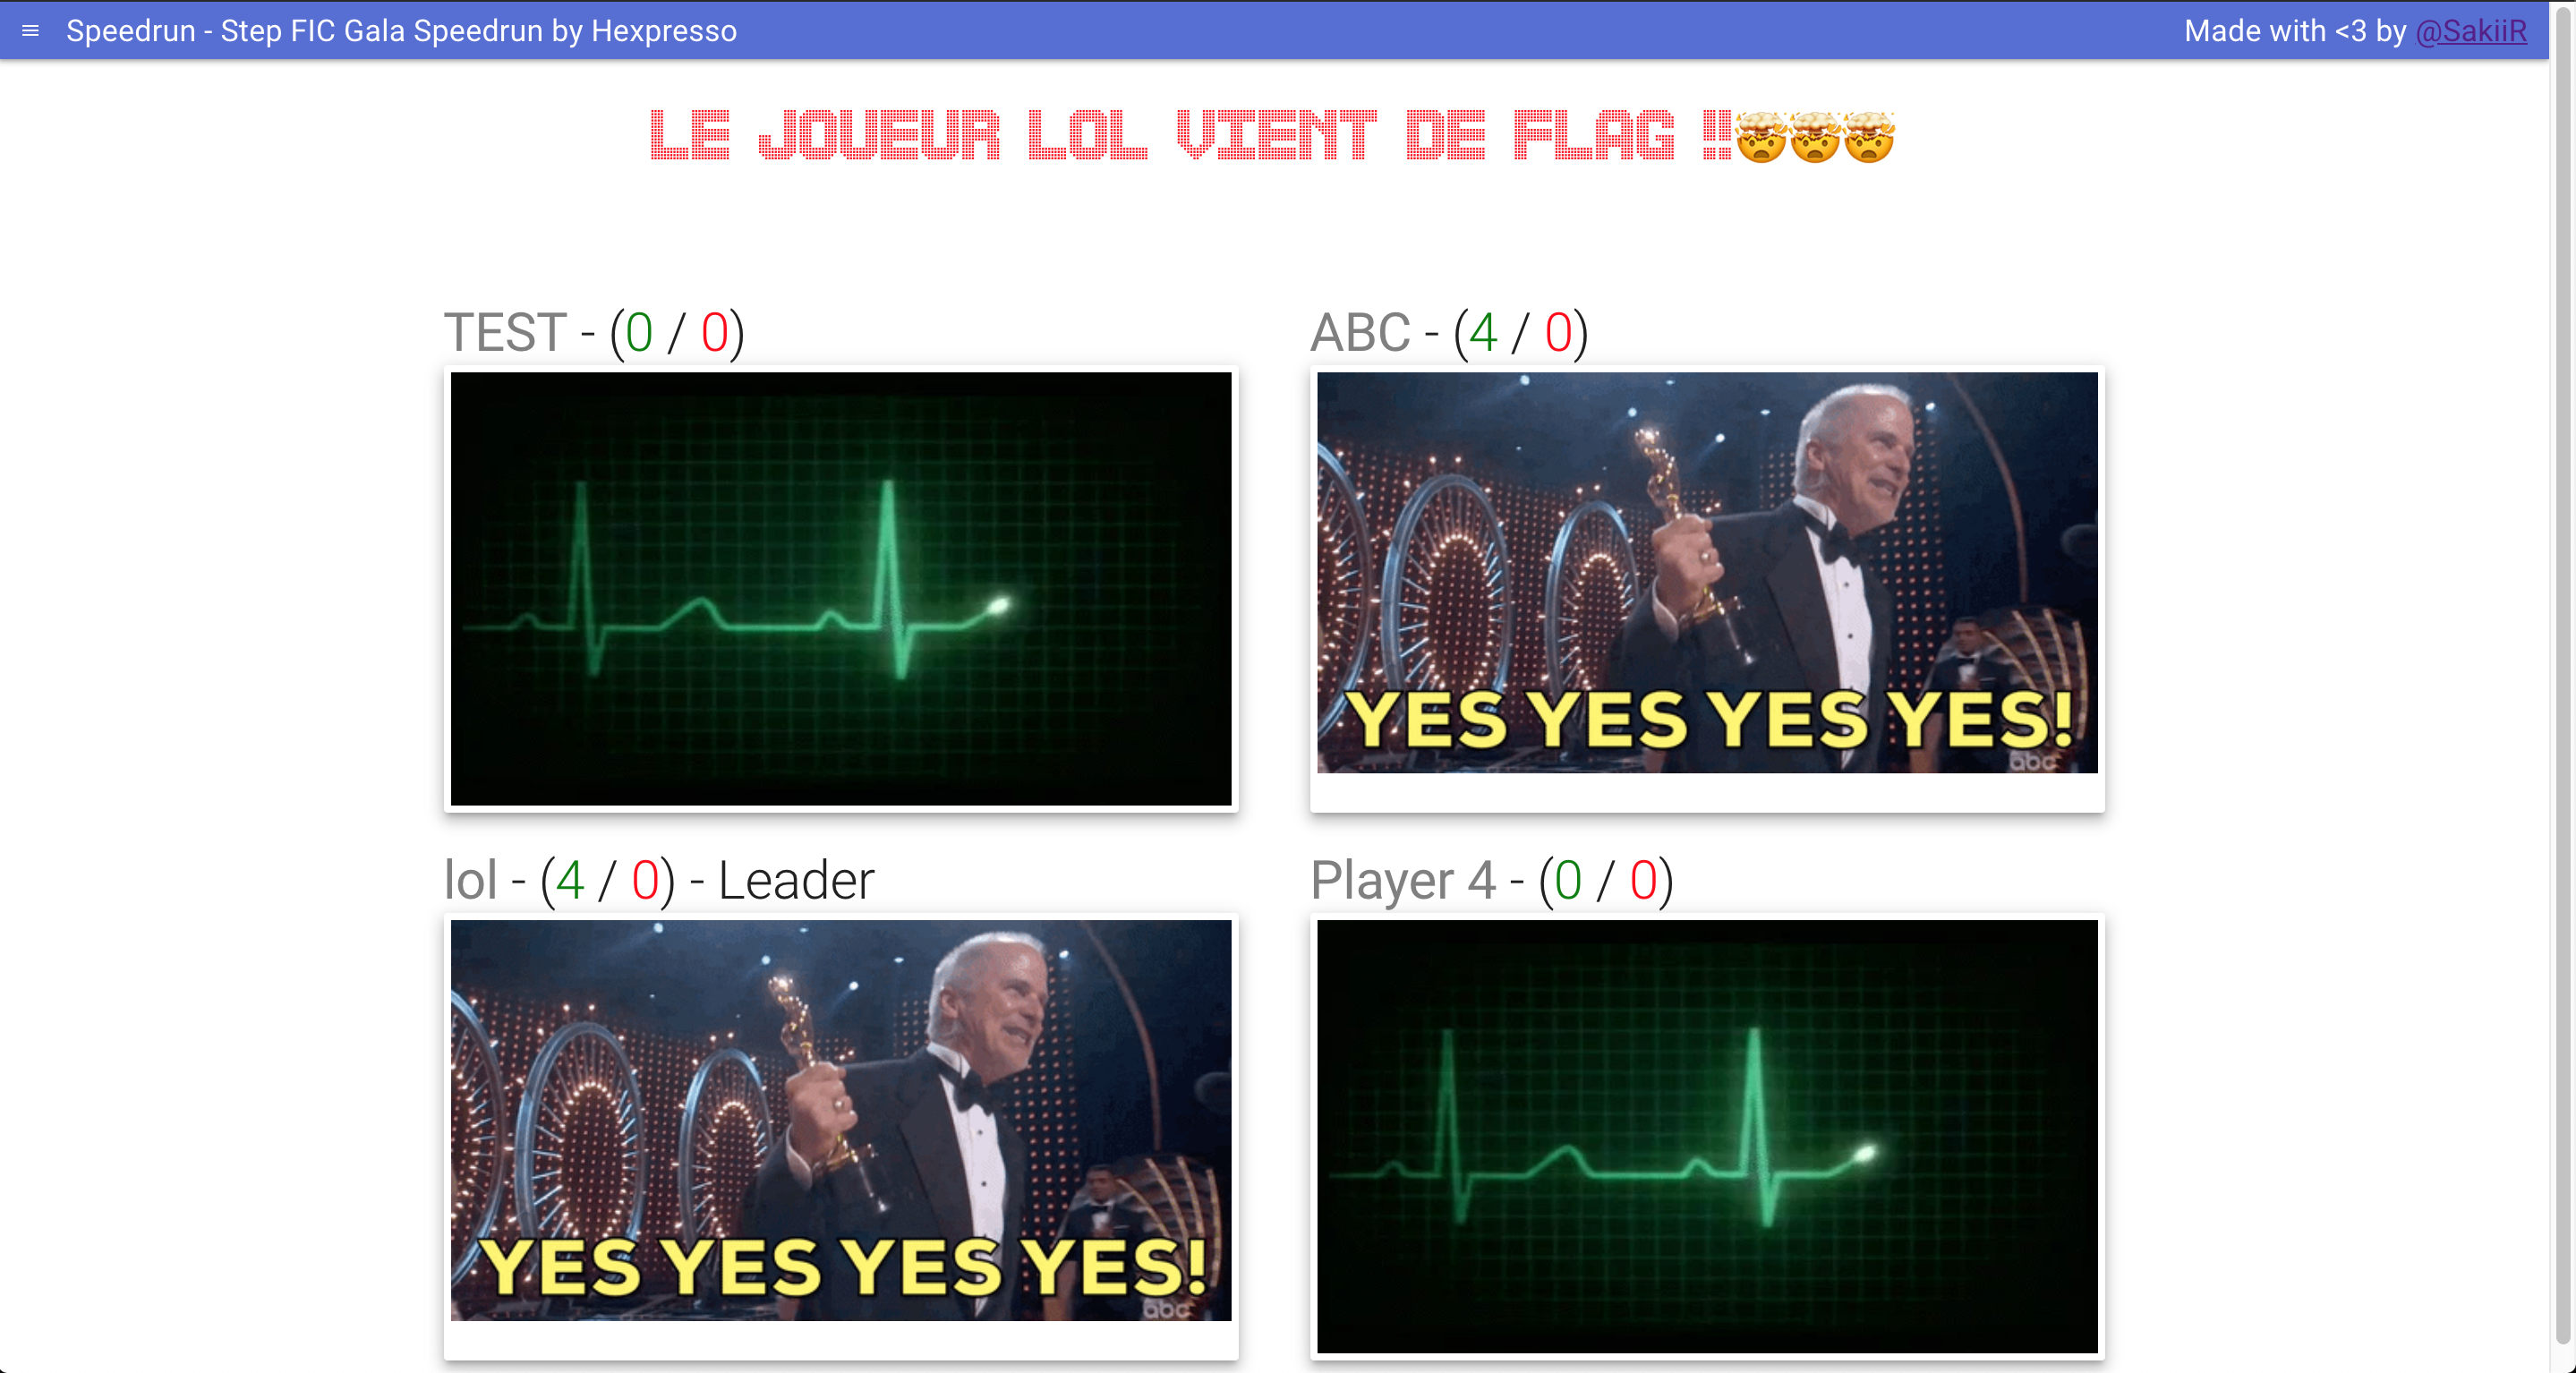 Speedrun - Step FIC Gala Speedrun by Hexpresso
Made with <3 by @SakiiR
LE JOUEUR LOL VIENT DE FLAG !!🤯🤯🤯
TEST - (0 / 0)
ABC - (4 / 0)
YES YES YES YES!
abc
lol - (4 / 0) - Leader
Player 4 - (0 / 0)
YES YES YES YES!
abc